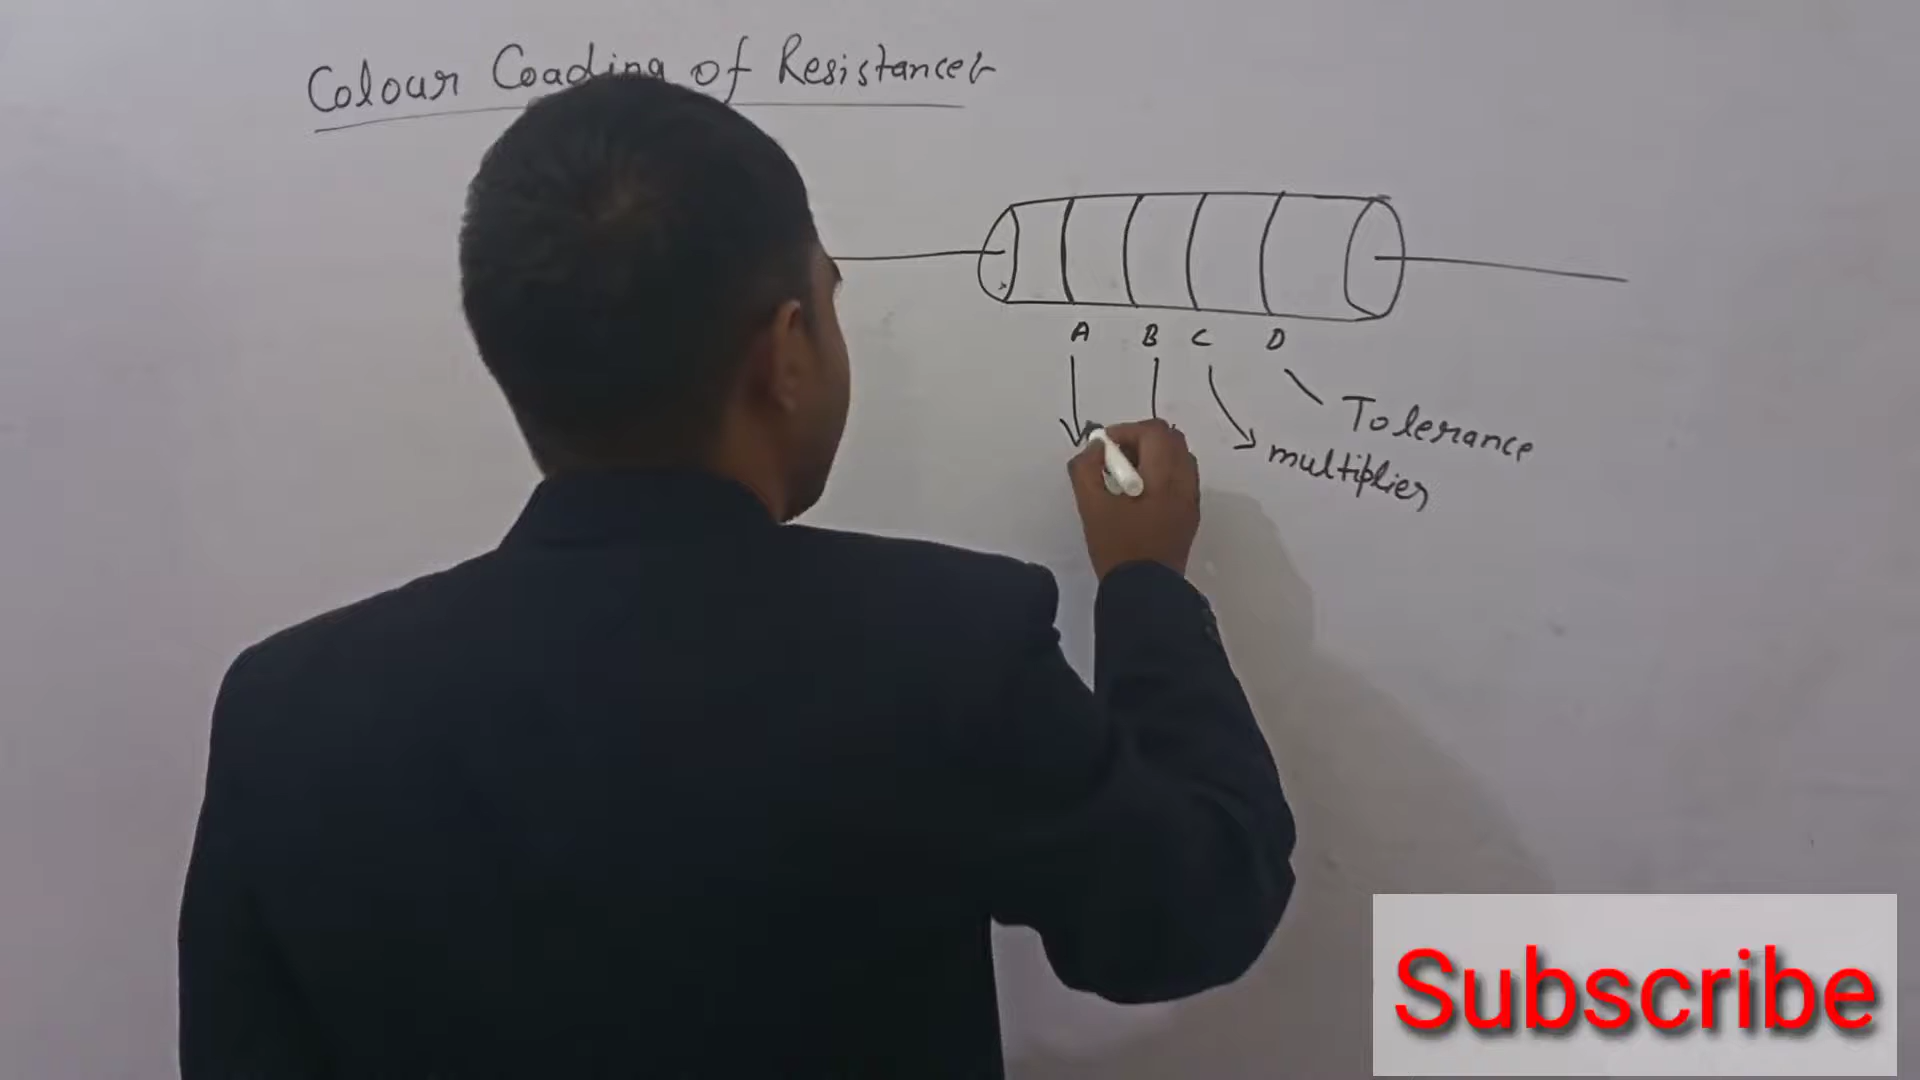 Colour Coading of Resistance
A B C D
Tolerance
multiplier
Subscribe